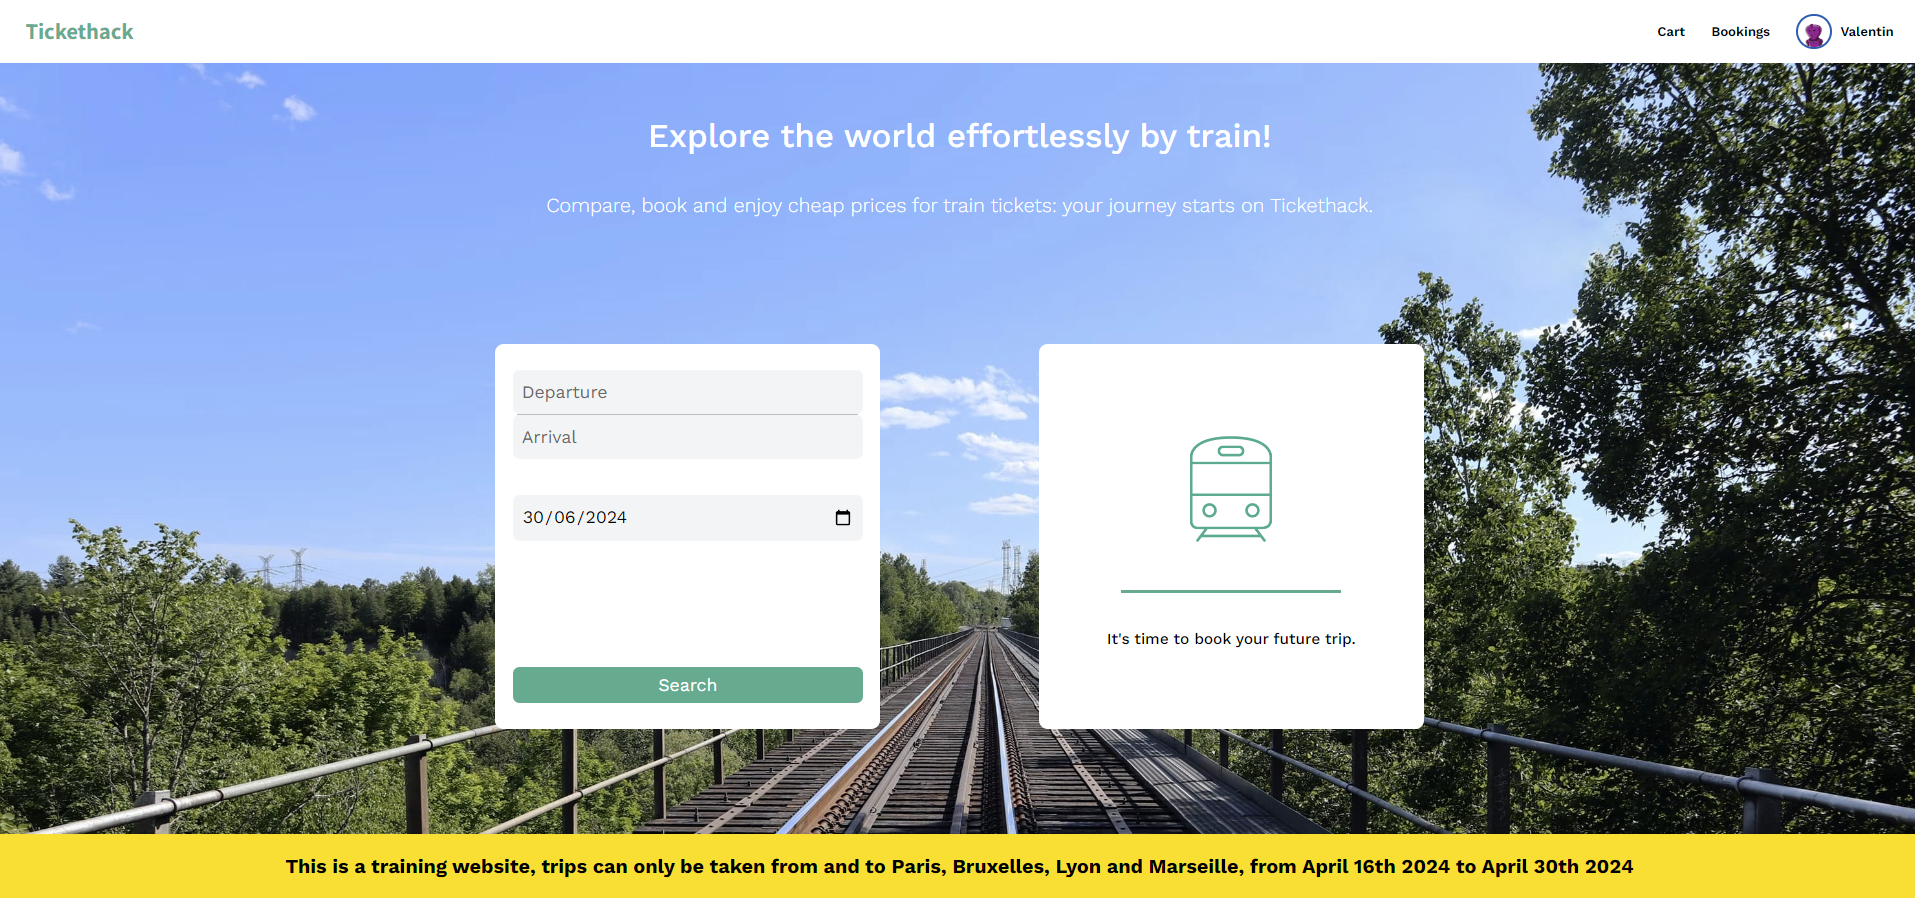 Tickethack
Cart Bookings Valentin
Explore the world effortlessly by train!
Compare, book and enjoy cheap prices for train tickets: your journey starts on Tickethack.
Departure
Arrival
30/06/2024
Search
It's time to book your future trip.
This is a training website, trips can only be taken from and to Paris, Bruxelles, Lyon and Marseille, from April 16th 2024 to April 30th 2024